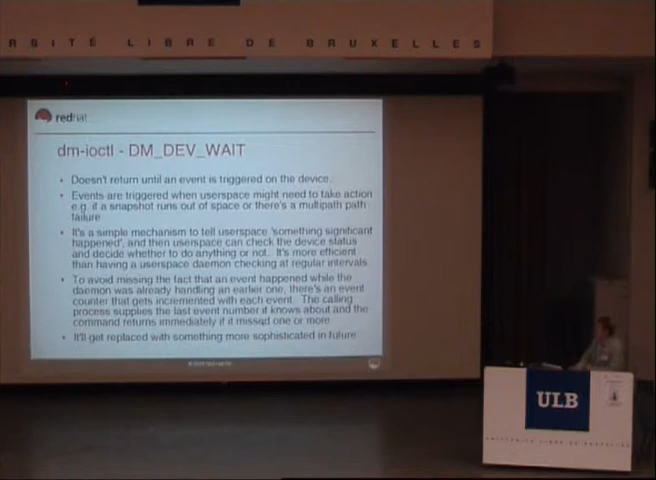 RSITÉ LIBRE DE BRUXELLES
redhat
dm-ioctl - DM_DEV_WAIT
• Doesn't return until an event is triggered on the device.
• Events are triggered when userspace might need to take action
e.g. if a snapshot runs out of space or there's a multipath path
failure
• It's a simple mechanism to tell userspace 'something significant
happened', and then userspace can check the device status
and decide whether to do anything or not. It's more efficient
than having a userspace daemon checking at regular intervals.
• To avoid missing the fact that an event happened while the
daemon was already handling an earlier one, there's an event
counter that gets incremented with each event. The calling
process supplies the last event number it knows about and the
command returns immediately if it missed one or more
• It'll get replaced with something more sophisticated in future
ULB
UNIVERSITÉ LIBRE DE BRUXELLES